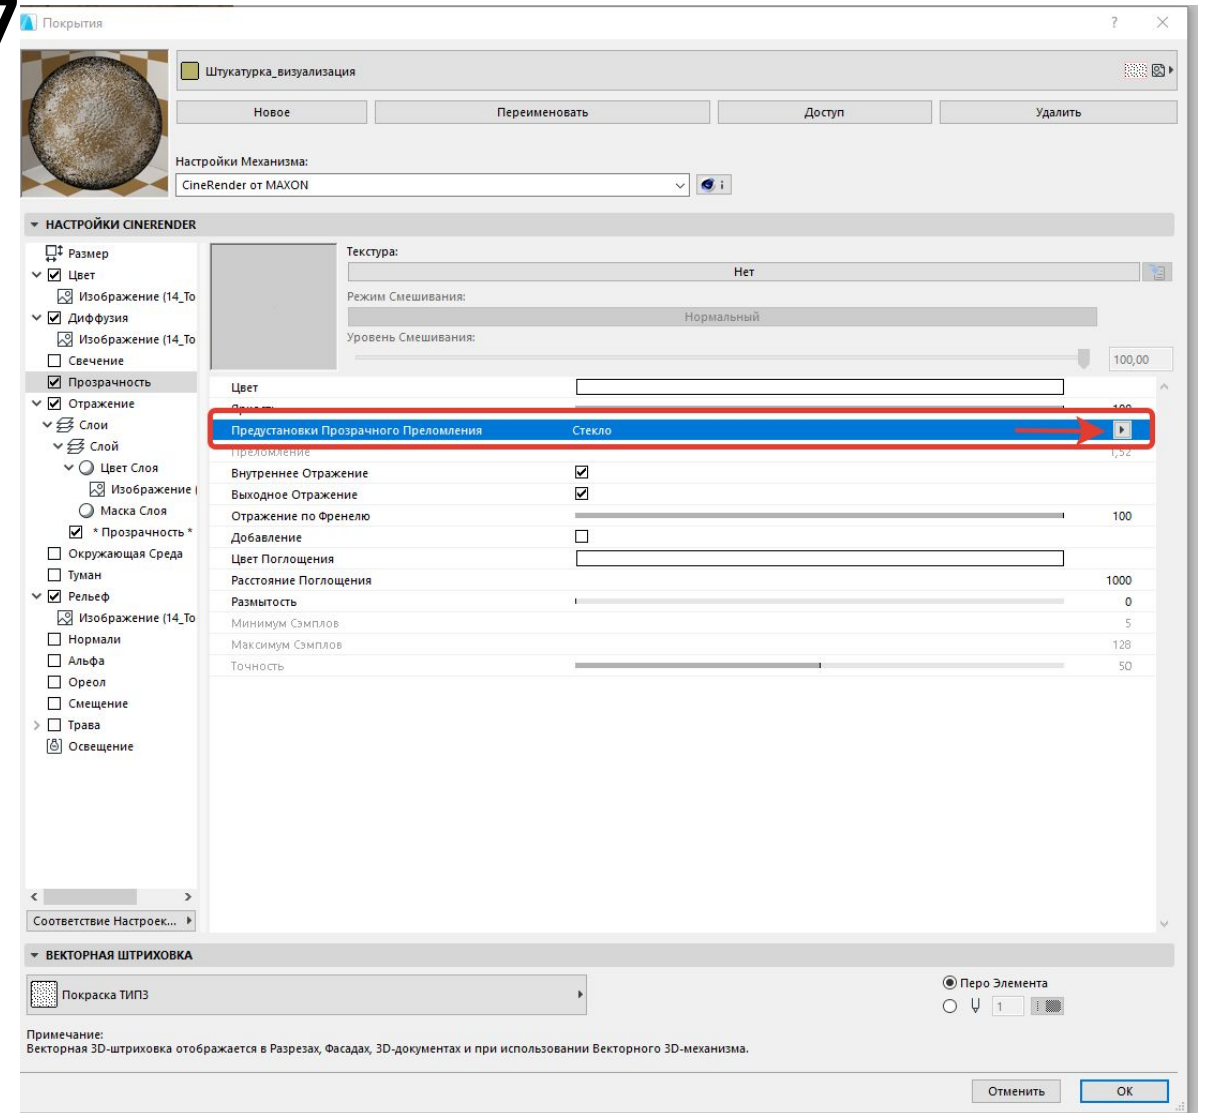 7
Покрытия
Штукатурка_визуализация
Новое Переименовать Доступ Удалить
Настройки Механизма:
CineRender от MAXON
i
НАСТРОЙКИ CINERENDER
Размер
Цвет
Изображение (14_То
Диффузия
Изображение (14_То
Свечение
Прозрачность
Отражение
Слои
Слой
Цвет Слоя
Изображение (
Маска Слоя
* Прозрачность *
Окружающая Среда
Туман
Рельеф
Изображение (14_То
Нормали
Альфа
Ореол
Смещение
Трава
Освещение
Соответствие Настроек...
Текстура:
Нет
Режим Смешивания:
Нормальный
Уровень Смешивания:
100,00
Цвет
Яркость 100
Предустановки Прозрачного Преломления Стекло
Преломление 1,52
Внутреннее Отражение
Выходное Отражение
Отражение по Френелю 100
Добавление
Цвет Поглощения
Расстояние Поглощения 1000
Размытость 0
Минимум Сэмплов 5
Максимум Сэмплов 128
Точность 50
ВЕКТОРНАЯ ШТРИХОВКА
Покраска ТИП3
Перо Элемента
1
Примечание:
Векторная 3D-штриховка отображается в Разрезах, Фасадах, 3D-документах и при использовании Векторного 3D-механизма.
Отменить OK